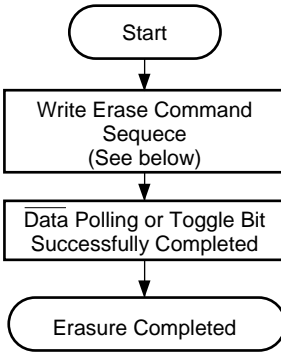 Start
Write Erase Command
Sequece
(See below)
Data Polling or Toggle Bit
Successfully Completed
Erasure Completed